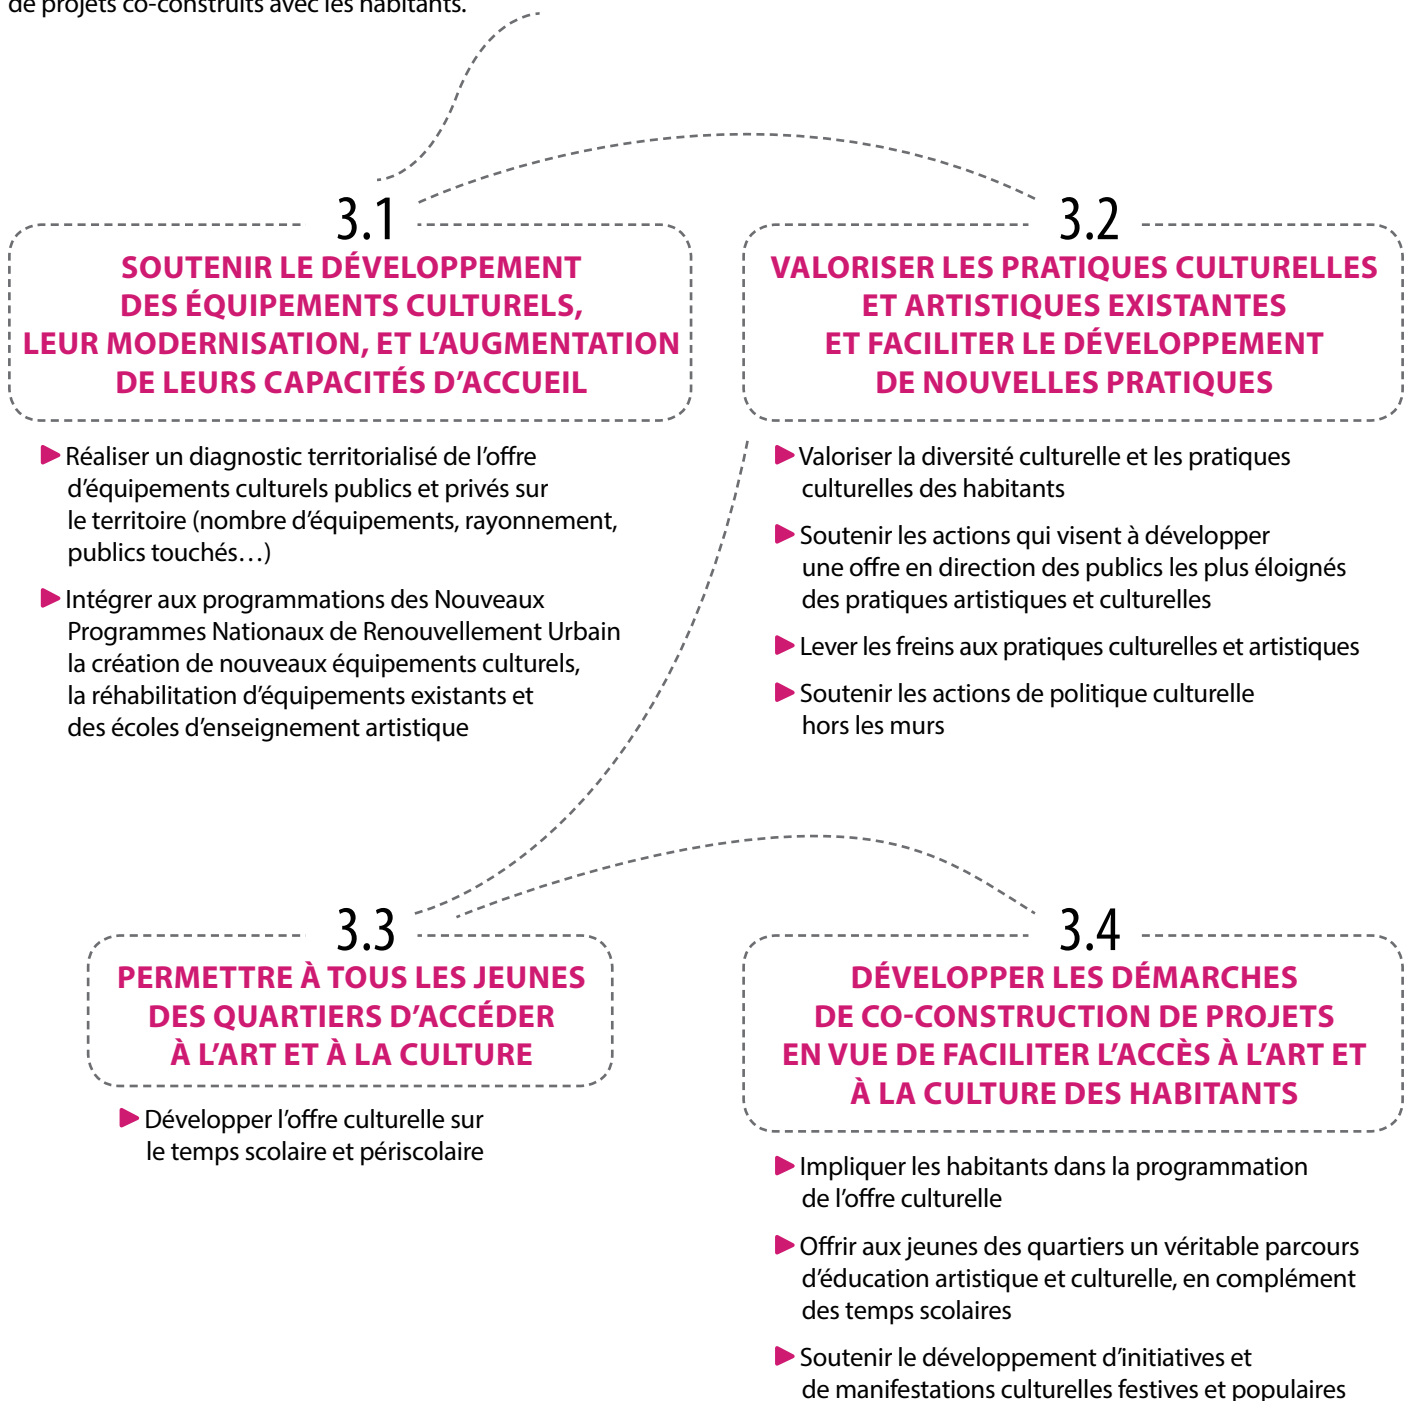 de projets co-construits avec les habitants.
3.1
SOUTENIR LE DÉVELOPPEMENT
DES ÉQUIPEMENTS CULTURELS,
LEUR MODERNISATION, ET L’AUGMENTATION
DE LEURS CAPACITÉS D’ACCUEIL
Réaliser un diagnostic territorialisé de l’offre
d’équipements culturels publics et privés sur
le territoire (nombre d’équipements, rayonnement,
publics touchés…)
Intégrer aux programmations des Nouveaux
Programmes Nationaux de Renouvellement Urbain
la création de nouveaux équipements culturels,
la réhabilitation d’équipements existants et
des écoles d’enseignement artistique
3.2
VALORISER LES PRATIQUES CULTURELLES
ET ARTISTIQUES EXISTANTES
ET FACILITER LE DÉVELOPPEMENT
DE NOUVELLES PRATIQUES
Valoriser la diversité culturelle et les pratiques
culturelles des habitants
Soutenir les actions qui visent à développer
une offre en direction des publics les plus éloignés
des pratiques artistiques et culturelles
Lever les freins aux pratiques culturelles et artistiques
Soutenir les actions de politique culturelle
hors les murs
3.3
PERMETTRE À TOUS LES JEUNES
DES QUARTIERS D’ACCÉDER
À L’ART ET À LA CULTURE
Développer l’offre culturelle sur
le temps scolaire et périscolaire
3.4
DÉVELOPPER LES DÉMARCHES
DE CO-CONSTRUCTION DE PROJETS
EN VUE DE FACILITER L’ACCÈS À L’ART ET
À LA CULTURE DES HABITANTS
Impliquer les habitants dans la programmation
de l’offre culturelle
Offrir aux jeunes des quartiers un véritable parcours
d’éducation artistique et culturelle, en complément
des temps scolaires
Soutenir le développement d’initiatives et
de manifestations culturelles festives et populaires